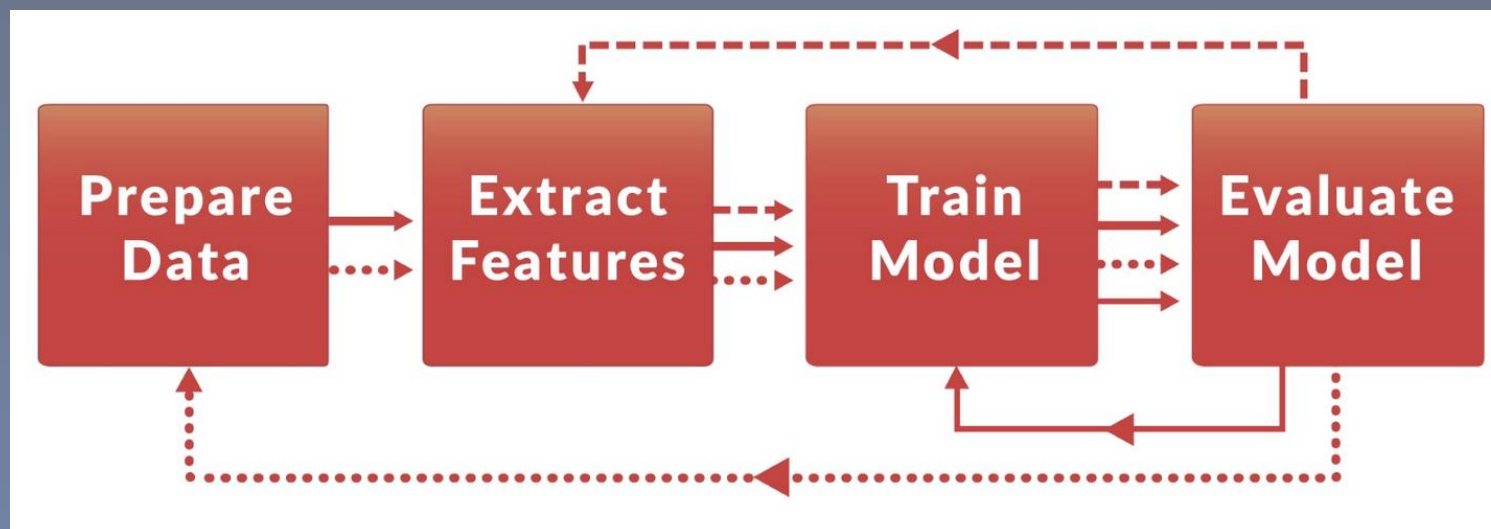 Prepare
Data
Extract
Features
Train
Model
Evaluate
Model